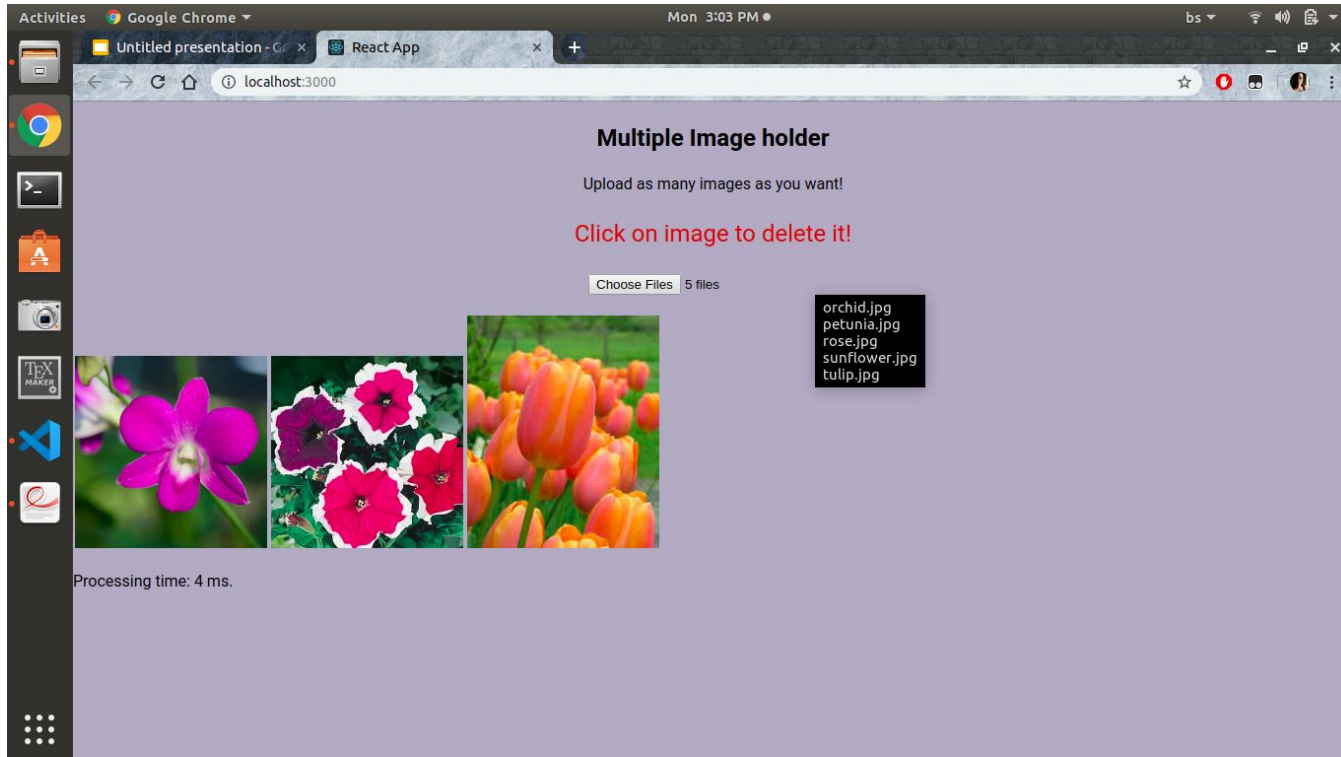 Activities Google Chrome Mon 3:03 PM bs
Untitled presentation - G React App
localhost:3000
Multiple Image holder
Upload as many images as you want!
Click on image to delete it!
Choose Files 5 files
orchid.jpg
petunia.jpg
rose.jpg
sunflower.jpg
tulip.jpg
TEX
MAKER
Processing time: 4 ms.